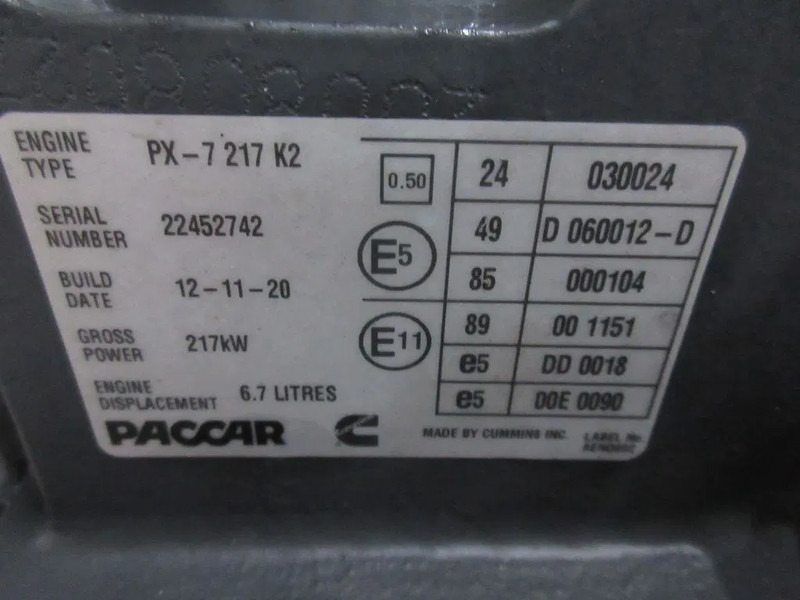 ENGINE TYPE PX-7 217 K2
SERIAL NUMBER 22452742
BUILD DATE 12-11-20
GROSS POWER 217kW
ENGINE DISPLACEMENT 6.7 LITRES
0.50
E5
E11
24 030024
49 D 060012-D
85 000104
89 00 1151
e5 DD 0018
e5 00E 0090
PACCAR
MADE BY CUMMINS INC.
LABEL No.